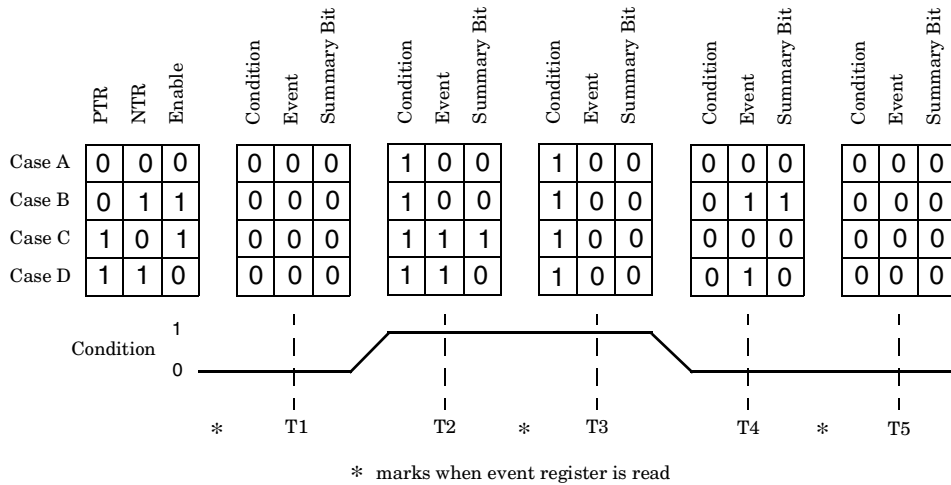 PTR NTR Enable Condition Event Summary Bit Condition Event Summary Bit Condition Event Summary Bit Condition Event Summary Bit Condition Event Summary Bit
Case A 0 0 0 0 0 0 1 0 0 1 0 0 0 0 0 0 0 0
Case B 0 1 1 0 0 0 1 0 0 1 0 0 0 1 1 0 0 0
Case C 1 0 1 0 0 0 1 1 1 1 0 0 0 0 0 0 0 0
Case D 1 1 0 0 0 0 1 1 0 1 0 0 0 1 0 0 0 0
1
Condition
0
* T1 T2 * T3 T4 * T5
* marks when event register is read